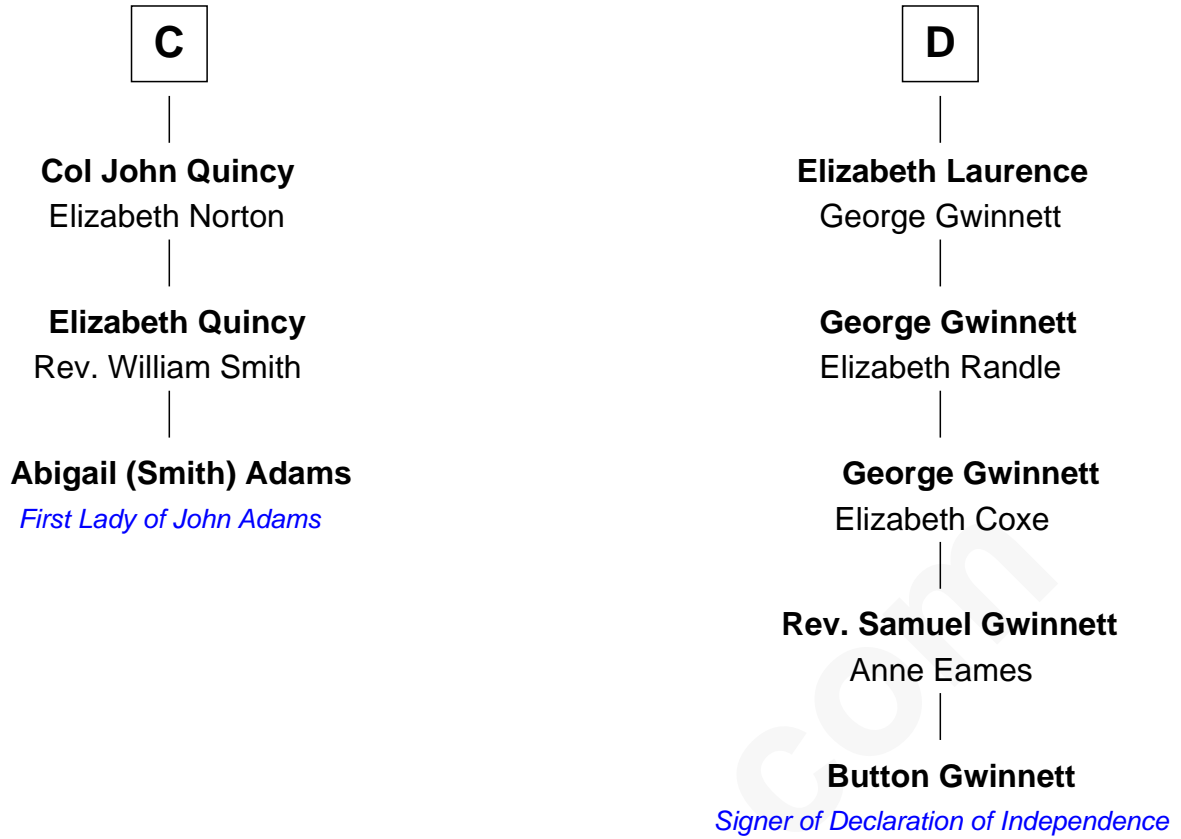 C
Col John Quincy
Elizabeth Norton
Elizabeth Quincy
Rev. William Smith
Abigail (Smith) Adams
First Lady of John Adams
D
Elizabeth Laurence
George Gwinnett
George Gwinnett
Elizabeth Randle
George Gwinnett
Elizabeth Coxe
Rev. Samuel Gwinnett
Anne Eames
Button Gwinnett
Signer of Declaration of Independence
com